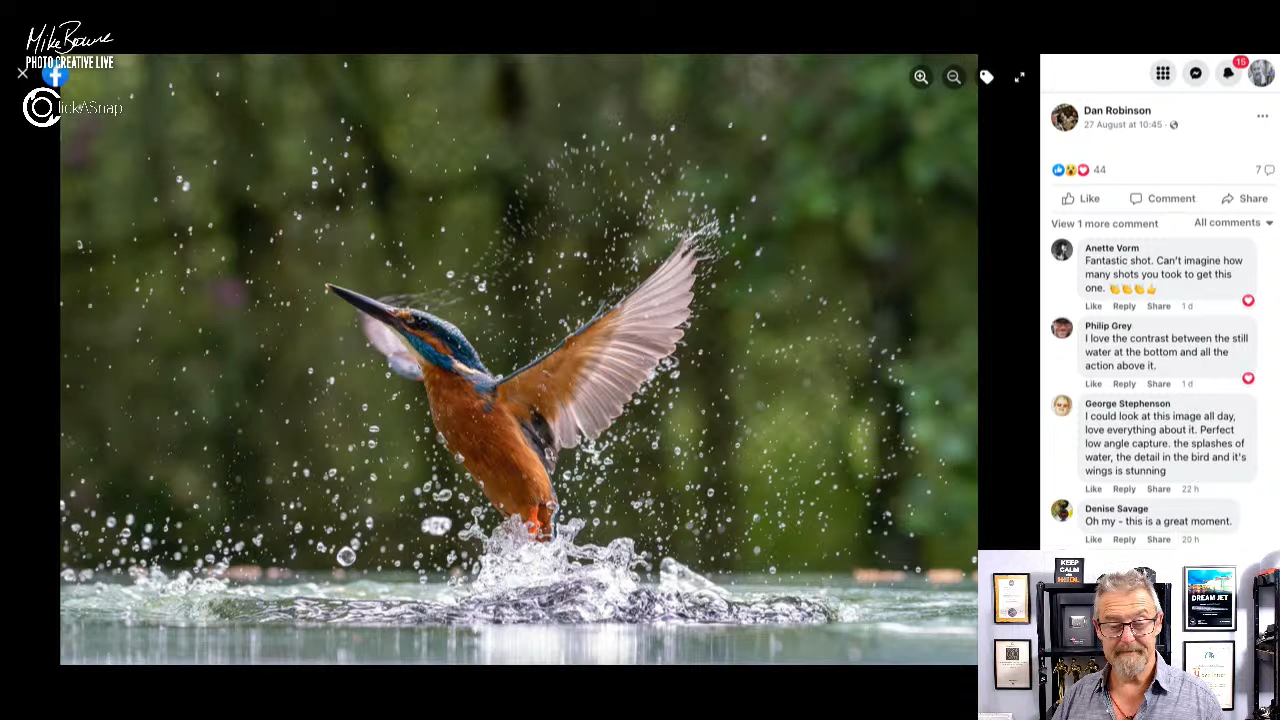 Mike Browne
PHOTO CREATIVE LIVE
ClickASnap
15
Dan Robinson
27 August at 10:45
44
7
Like
Comment
Share
View 1 more comment
All comments
Anette Vorm
Fantastic shot. Can't imagine how
many shots you took to get this
one.
Like Reply Share 1 d
Philip Grey
I love the contrast between the still
water at the bottom and all the
action above it.
Like Reply Share 1 d
George Stephenson
I could look at this image all day,
love everything about it. Perfect
low angle capture. the splashes of
water, the detail in the bird and it's
wings is stunning
Like Reply Share 22 h
Denise Savage
Oh my - this is a great moment.
Like Reply Share 20 h
KEEP
CALM
DREAM JET